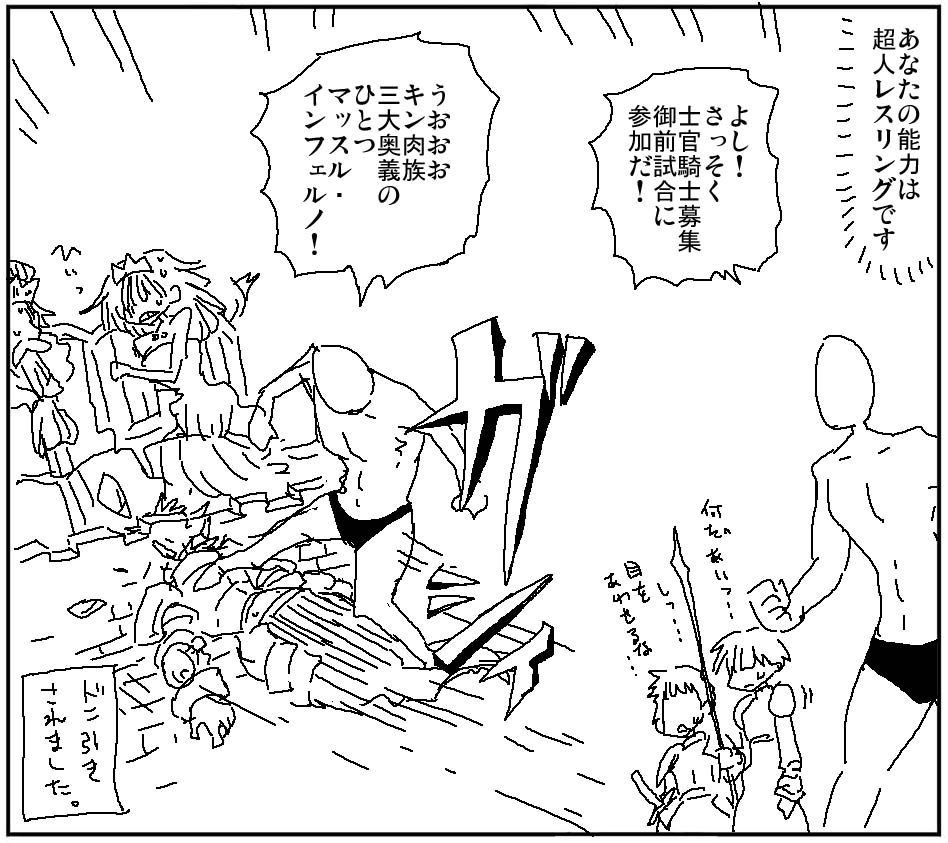 あなたの能力は
超人レスリングです
よし！
さっそく
士官騎士募集
御前試合に
参加だ！
うおおお
キン肉族
三大奥義の
ひとつ
マッスル・
インフェルノ！
ガッ
何だあいつ…
しっ…
目を
あわせるな…
ドン引き
されました。